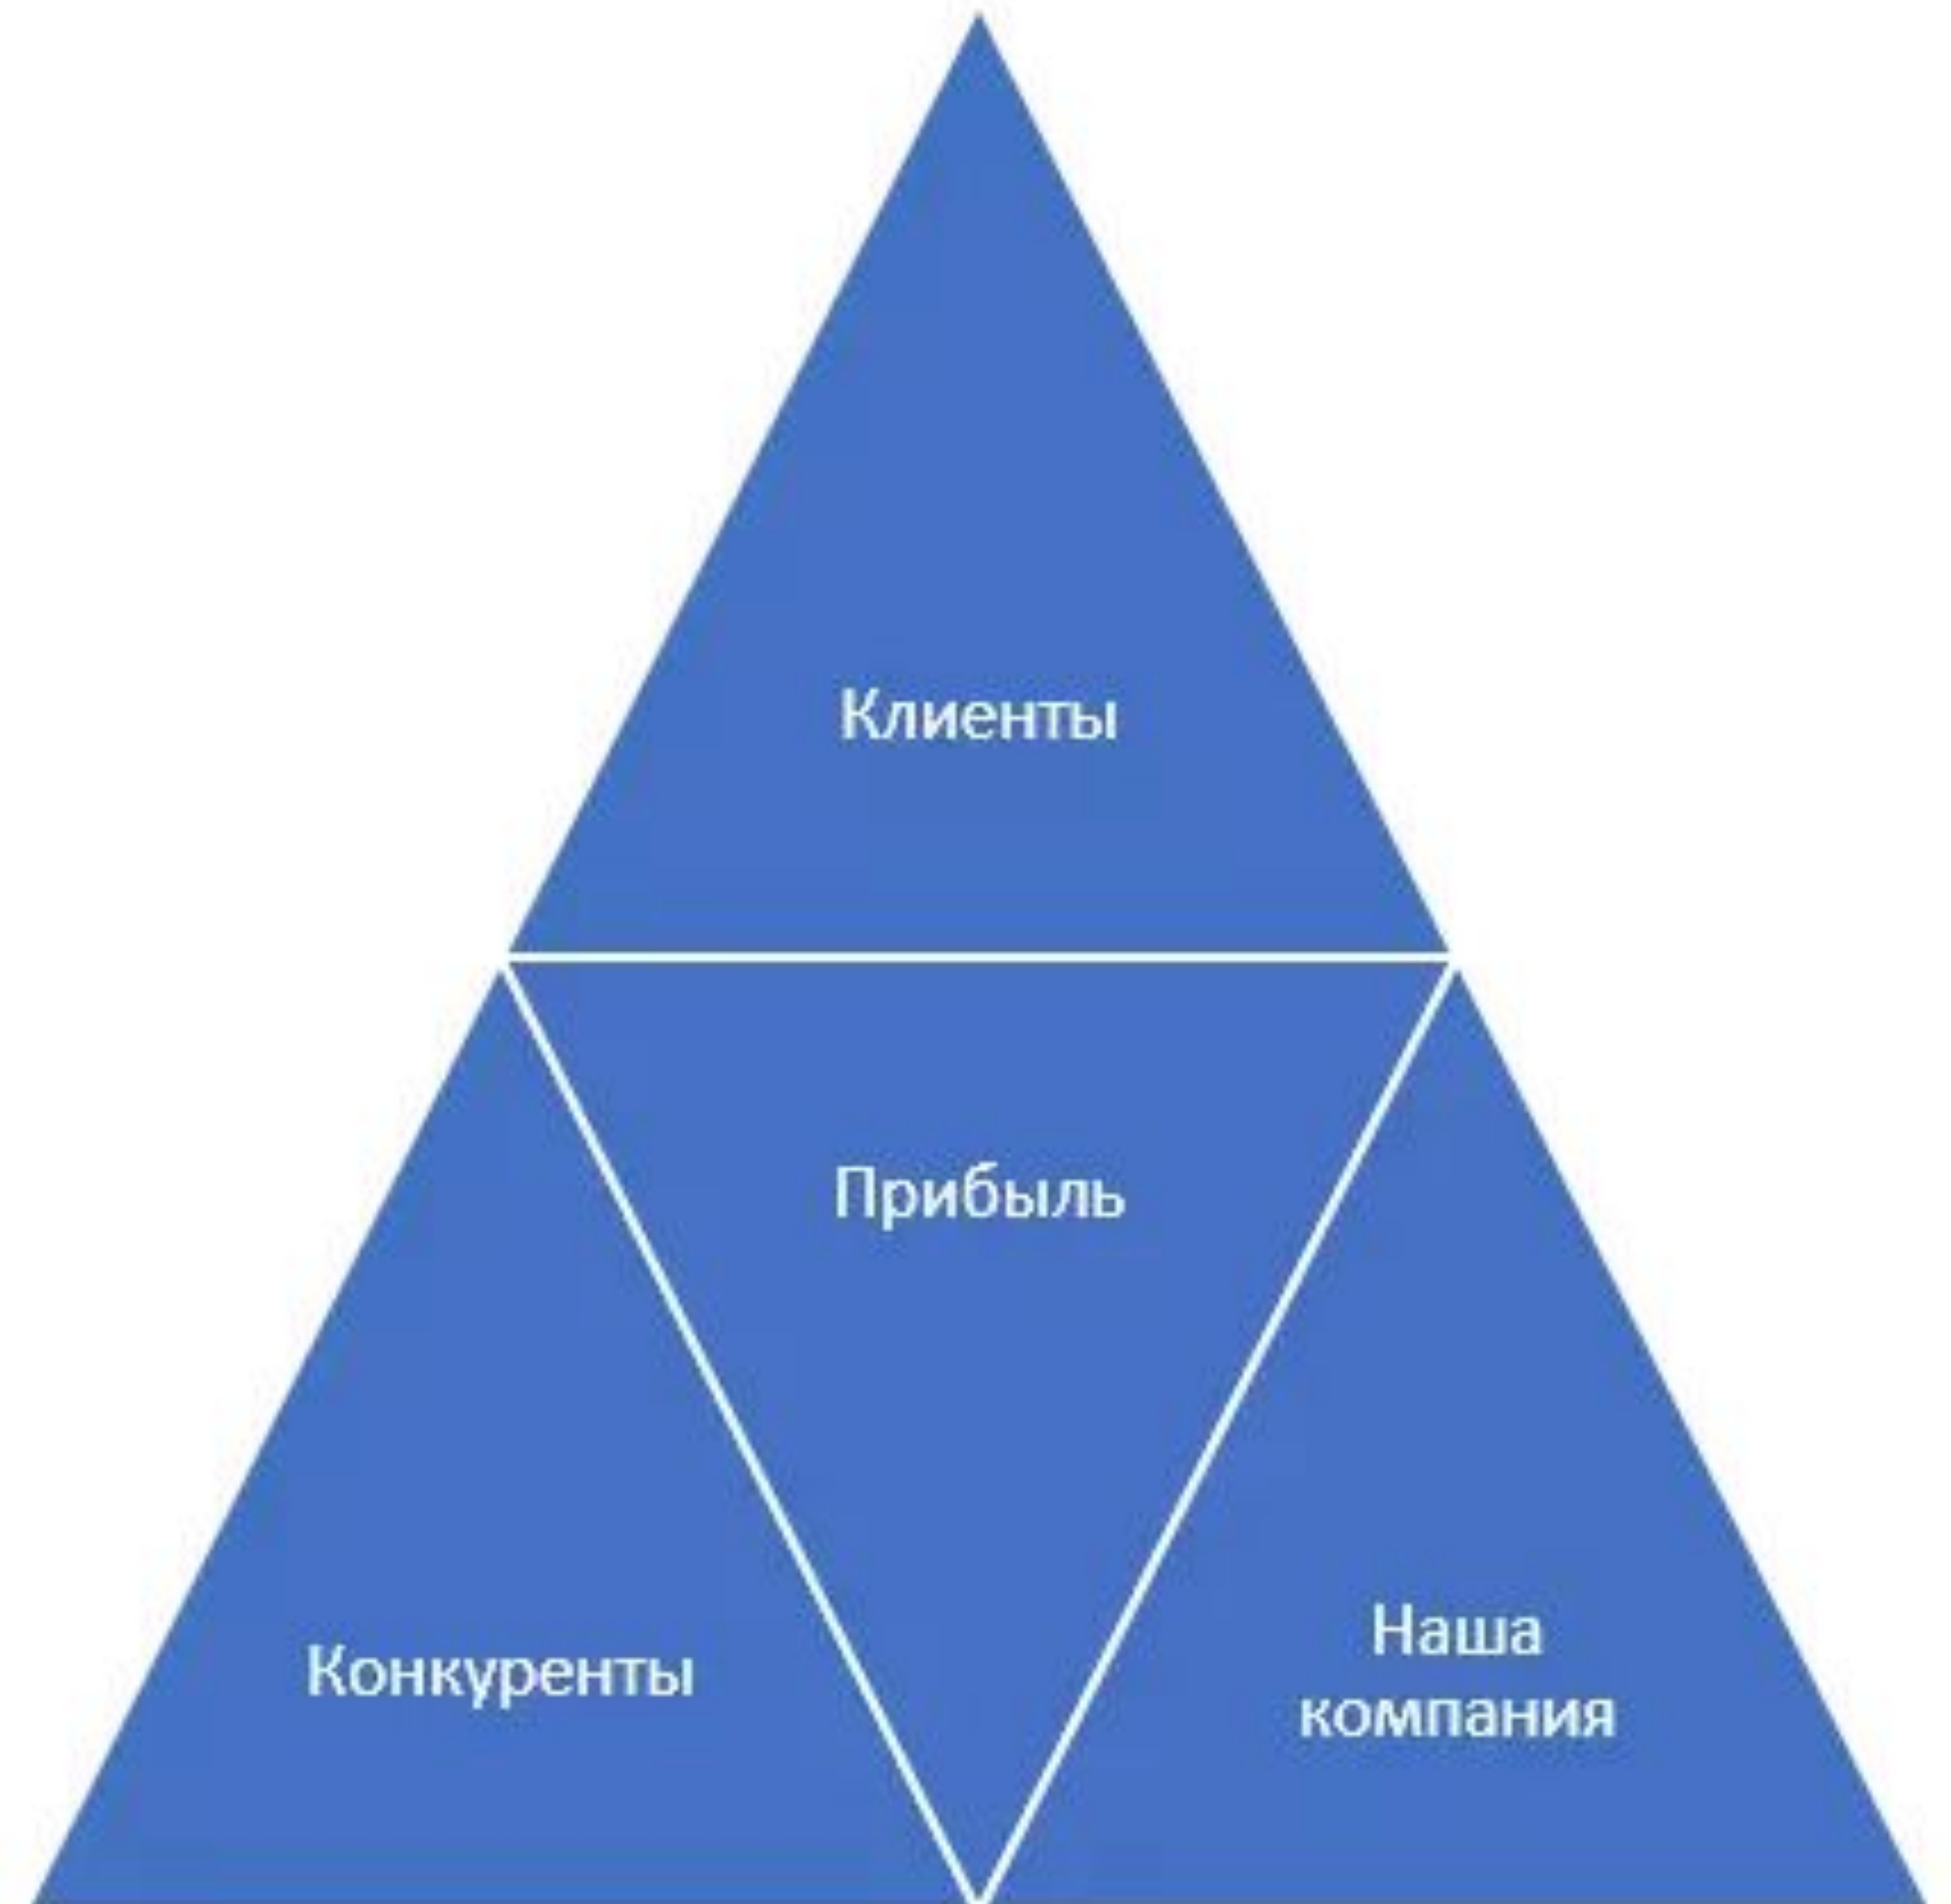 Клиенты
Прибыль
Конкуренты
Наша
компания